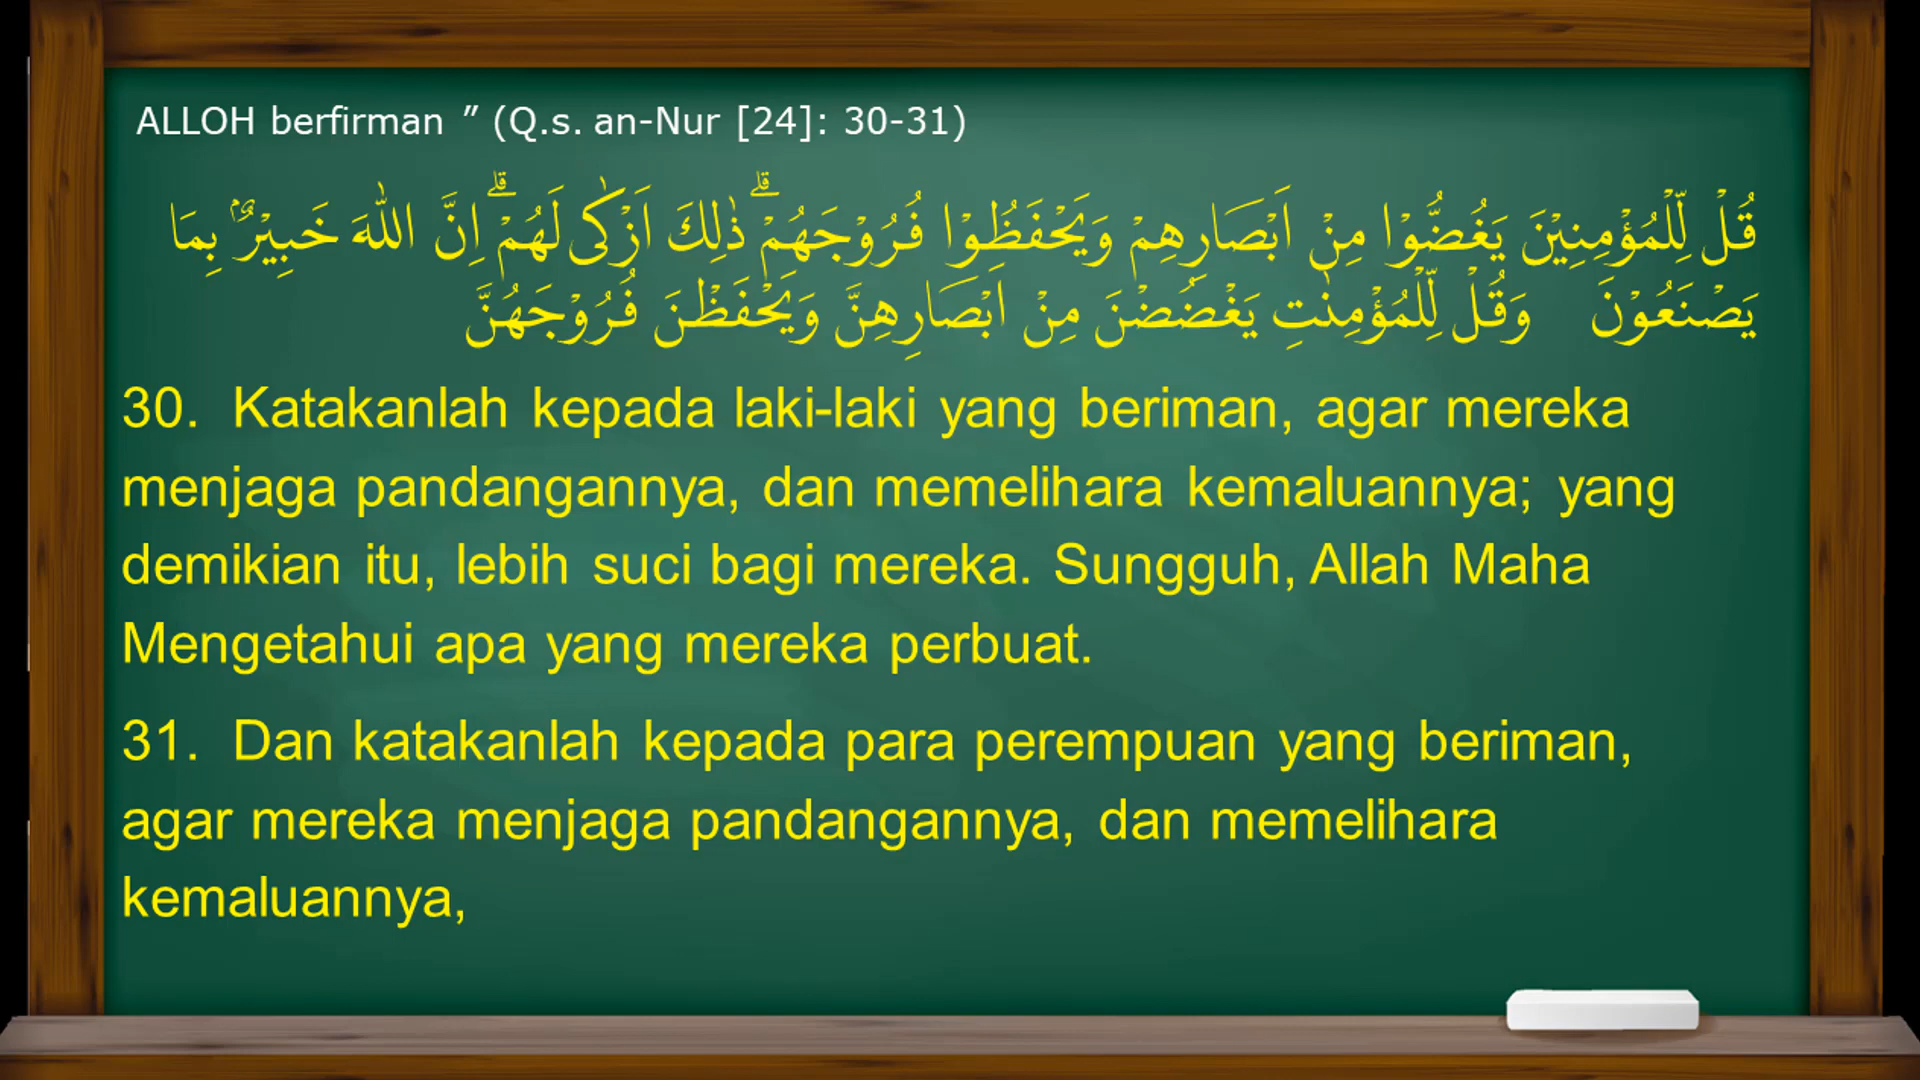 ALLOH berfirman ” (Q.s. an-Nur [24]: 30-31)
قُلْ لِّلْمُؤْمِنِيْنَ يَغُضُّوْا مِنْ اَبْصَارِهِمْ وَيَحْفَظُوْا فُرُوْجَهُمْۗ ذٰلِكَ اَزْكٰى لَهُمْۗ اِنَّ اللّٰهَ خَبِيْرٌۢ بِمَا
يَصْنَعُوْنَ وَقُلْ لِّلْمُؤْمِنٰتِ يَغْضُضْنَ مِنْ اَبْصَارِهِنَّ وَيَحْفَظْنَ فُرُوْجَهُنَّ
30. Katakanlah kepada laki-laki yang beriman, agar mereka
menjaga pandangannya, dan memelihara kemaluannya; yang
demikian itu, lebih suci bagi mereka. Sungguh, Allah Maha
Mengetahui apa yang mereka perbuat.
31. Dan katakanlah kepada para perempuan yang beriman,
agar mereka menjaga pandangannya, dan memelihara
kemaluannya,